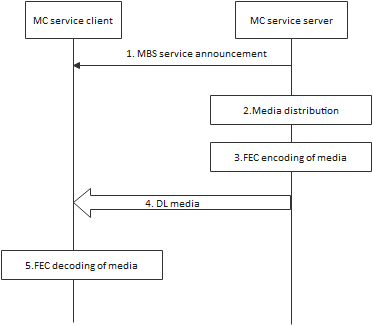 MC service client
MC service server
1. MBS service announcement
2.Media distribution
3.FEC encoding of media
4. DL media
5.FEC decoding of media